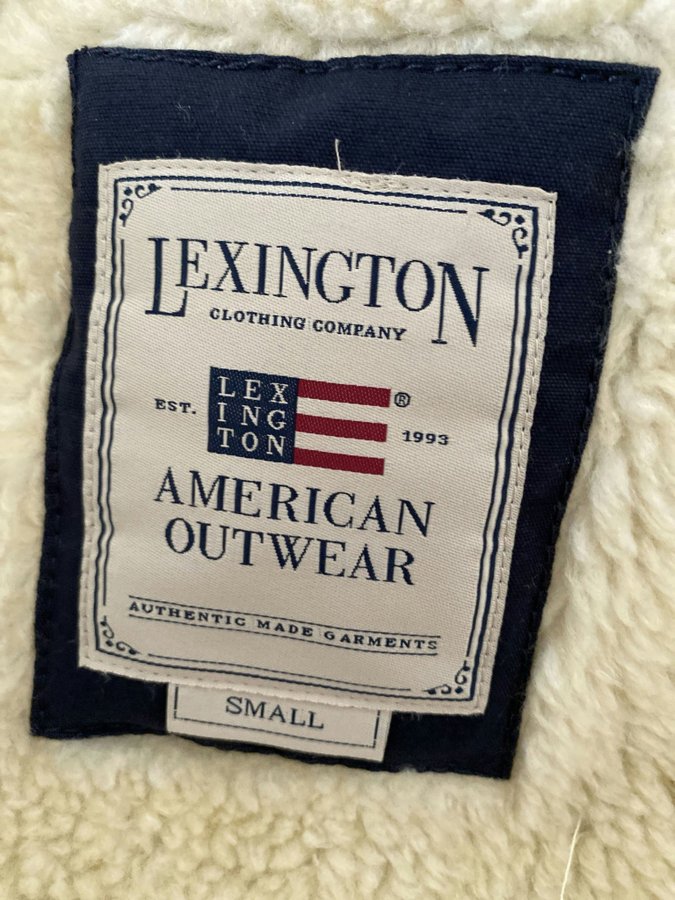 LEXINGTON
CLOTHING COMPANY
EST. LEX ING TON ® 1993
AMERICAN
OUTWEAR
AUTHENTIC MADE GARMENTS
SMALL